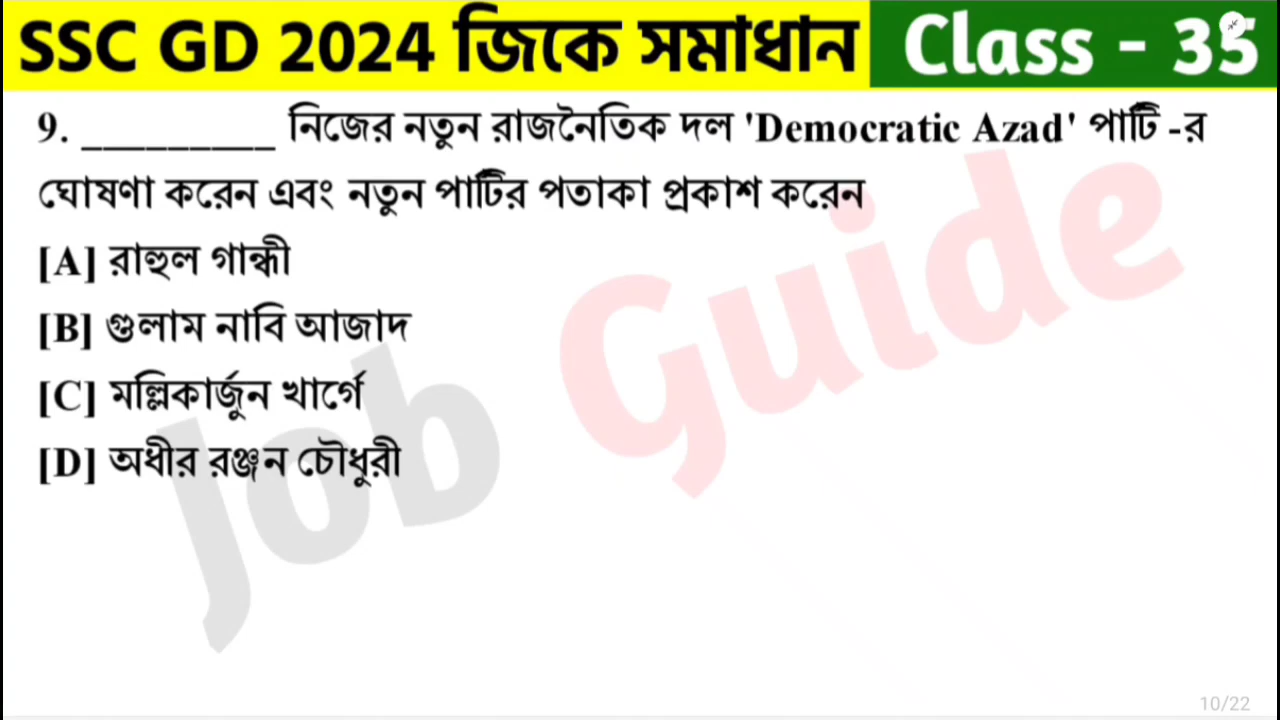 SSC GD 2024 জিকে সমাধান Class - 35
9. _________ নিজের নতুন রাজনৈতিক দল 'Democratic Azad' পার্টি -র
ঘোষণা করেন এবং নতুন পার্টির পতাকা প্রকাশ করেন
[A] রাহুল গান্ধী
[B] গুলাম নাবি আজাদ
[C] মল্লিকার্জুন খার্গে
[D] অধীর রঞ্জন চৌধুরী
Job Guide
10/22